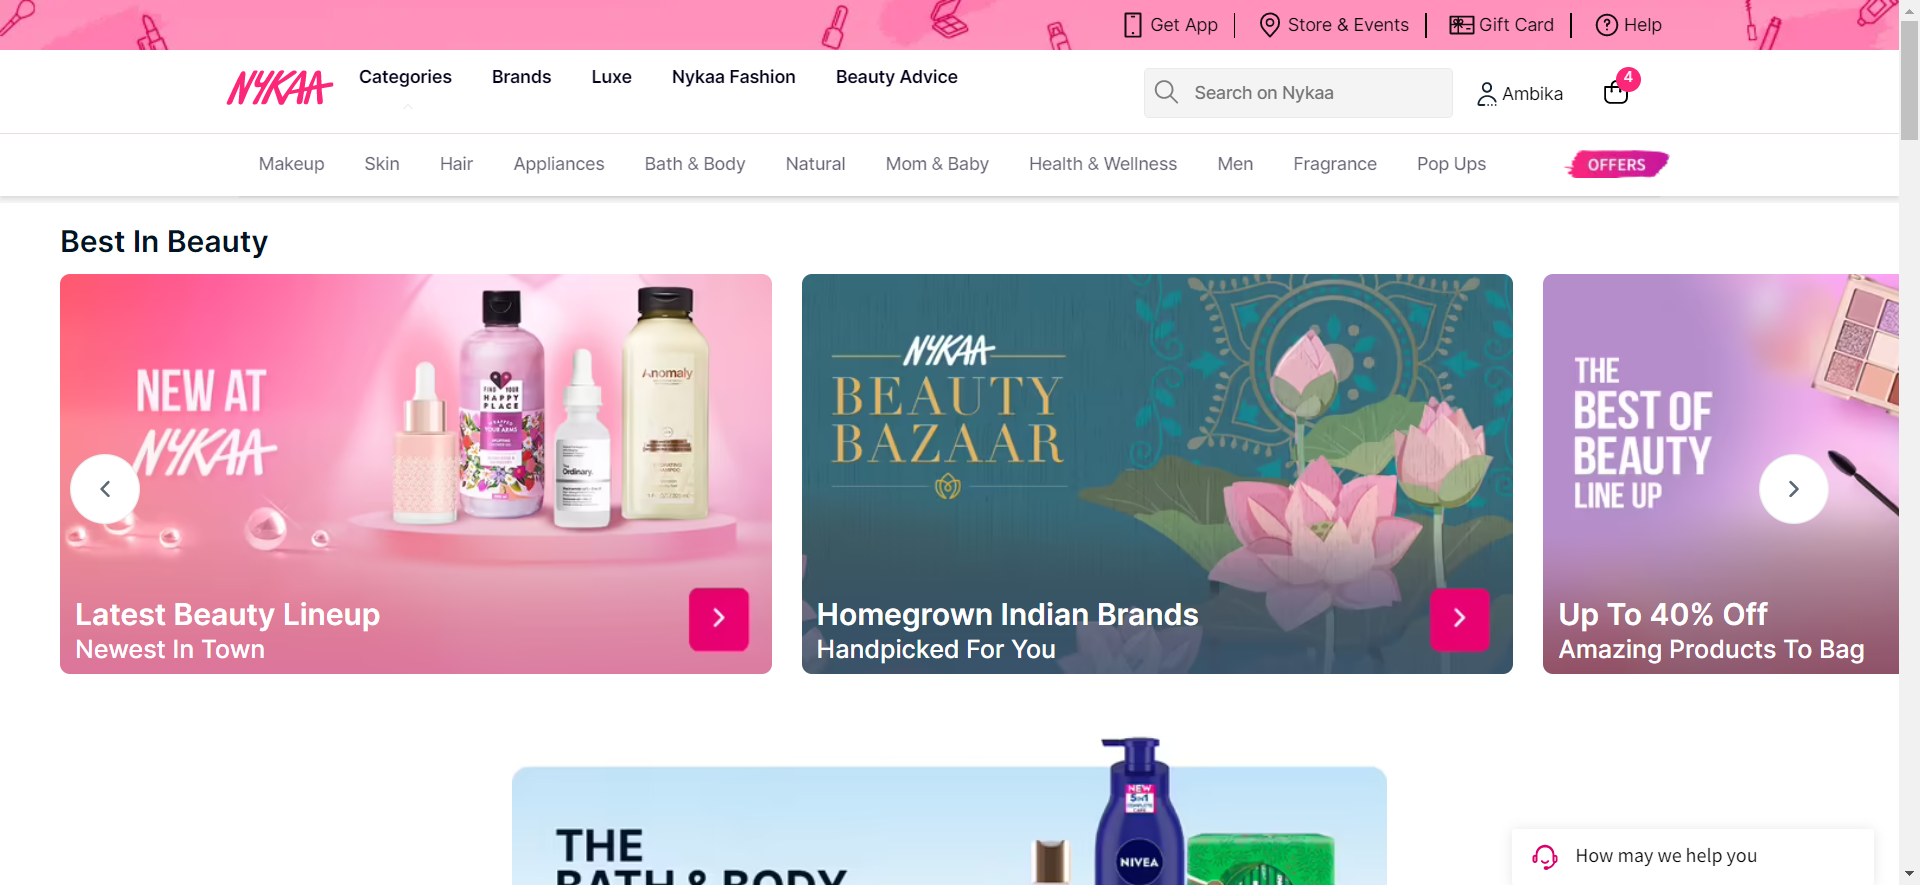 Get App
Store & Events
Gift Card
Help
NYKAA
Categories
Brands
Luxe
Nykaa Fashion
Beauty Advice
Search on Nykaa
Ambika
4
Makeup
Skin
Hair
Appliances
Bath & Body
Natural
Mom & Baby
Health & Wellness
Men
Fragrance
Pop Ups
OFFERS
Best In Beauty
NEW AT
NYKAA
FIND YOUR
HAPPY
PLACE
The
Ordinary.
Anomaly
Latest Beauty Lineup
Newest In Town
NYKAA
BEAUTY
BAZAAR
Homegrown Indian Brands
Handpicked For You
THE
BEST OF
BEAUTY
LINE UP
Up To 40% Off
Amazing Products To Bag
THE
BATH & BODY
NEW
5in1
COMPLETE
CARE
NIVEA
How may we help you